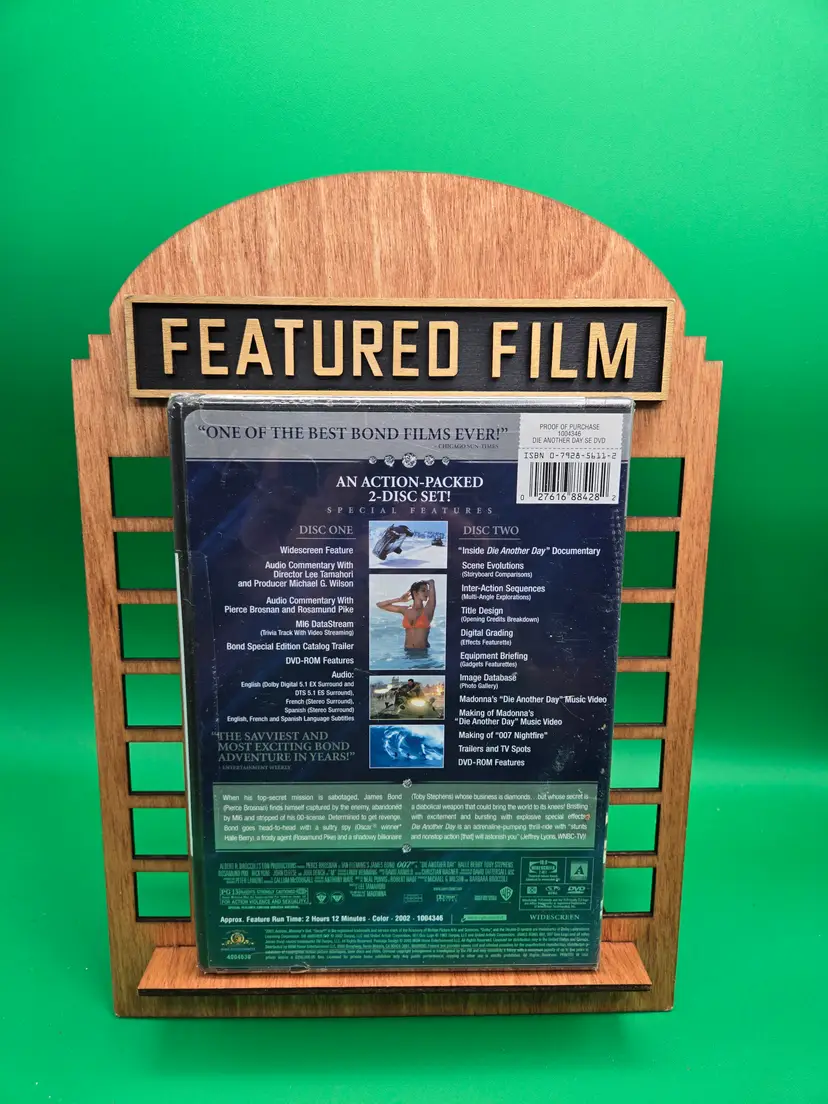 FEATURED FILM
"ONE OF THE BEST BOND FILMS EVER!"
- CHICAGO SUN-TIMES
PROOF OF PURCHASE
1004346
DIE ANOTHER DAY SE DVD
ISBN 0-7928-5611-2
0 27616 88428 2
AN ACTION-PACKED
2-DISC SET!
SPECIAL FEATURES
DISC ONE
Widescreen Feature
Audio Commentary With
Director Lee Tamahori
and Producer Michael G. Wilson
Audio Commentary With
Pierce Brosnan and Rosamund Pike
MI6 DataStream
(Trivia Track With Video Streaming)
Bond Special Edition Catalog Trailer
DVD-ROM Features
Audio:
English (Dolby Digital 5.1 EX Surround and
DTS 5.1 ES Surround),
French (Stereo Surround),
Spanish (Stereo Surround)
English, French and Spanish Language Subtitles
DISC TWO
"Inside Die Another Day" Documentary
Scene Evolutions
(Storyboard Comparisons)
Inter-Action Sequences
(Multi-Angle Explorations)
Title Design
(Opening Credits Breakdown)
Digital Grading
(Effects Featurette)
Equipment Briefing
(Gadgets Featurettes)
Image Database
(Photo Gallery)
Madonna's "Die Another Day" Music Video
Making of Madonna's
"Die Another Day" Music Video
Making of "007 Nightfire"
Trailers and TV Spots
DVD-ROM Features
"THE SAVVIEST AND
MOST EXCITING BOND
ADVENTURE IN YEARS!"
- ENTERTAINMENT WEEKLY
When his top-secret mission is sabotaged, James Bond
(Pierce Brosnan) finds himself captured by the enemy, abandoned
by MI6 and stripped of his 00-license. Determined to get revenge,
Bond goes head-to-head with a sultry spy (Oscar® winner*
Halle Berry), a frosty agent (Rosamund Pike) and a shadowy billionaire
(Toby Stephens) whose business is diamonds... but whose secret is
a diabolical weapon that could bring the world to its knees! Bristling
with excitement and bursting with explosive special effects,
Die Another Day is an adrenaline-pumping thrill-ride with "stunts
and nonstop action [that] will astonish you" (Jeffrey Lyons, WNBC-TV)!
PG-13
Approx. Feature Run Time: 2 Hours 12 Minutes - Color - 2002 - 1004346
WIDESCREEN
4004639